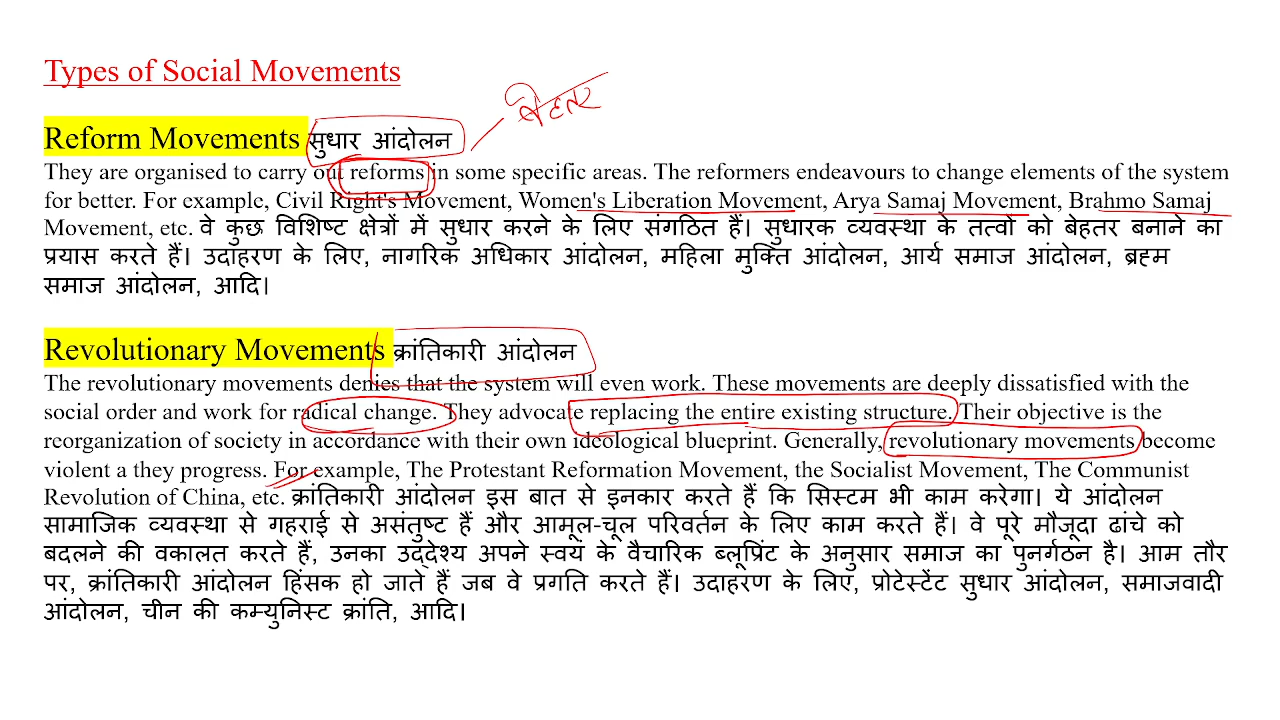 Types of Social Movements
बेहतर
Reform Movements सुधार आंदोलन
They are organised to carry out reforms in some specific areas. The reformers endeavours to change elements of the system
for better. For example, Civil Right's Movement, Women's Liberation Movement, Arya Samaj Movement, Brahmo Samaj
Movement, etc. वे कुछ विशिष्ट क्षेत्रों में सुधार करने के लिए संगठित हैं। सुधारक व्यवस्था के तत्वों को बेहतर बनाने का
प्रयास करते हैं। उदाहरण के लिए, नागरिक अधिकार आंदोलन, महिला मुक्ति आंदोलन, आर्य समाज आंदोलन, ब्रह्म
समाज आंदोलन, आदि।
Revolutionary Movements क्रांतिकारी आंदोलन
The revolutionary movements denies that the system will even work. These movements are deeply dissatisfied with the
social order and work for radical change. They advocate replacing the entire existing structure. Their objective is the
reorganization of society in accordance with their own ideological blueprint. Generally, revolutionary movements become
violent a they progress. For example, The Protestant Reformation Movement, the Socialist Movement, The Communist
Revolution of China, etc. क्रांतिकारी आंदोलन इस बात से इनकार करते हैं कि सिस्टम भी काम करेगा। ये आंदोलन
सामाजिक व्यवस्था से गहराई से असंतुष्ट हैं और आमूल-चूल परिवर्तन के लिए काम करते हैं। वे पूरे मौजूदा ढांचे को
बदलने की वकालत करते हैं, उनका उद्देश्य अपने स्वयं के वैचारिक ब्लूप्रिंट के अनुसार समाज का पुनर्गठन है। आम तौर
पर, क्रांतिकारी आंदोलन हिंसक हो जाते हैं जब वे प्रगति करते हैं। उदाहरण के लिए, प्रोटेस्टेंट सुधार आंदोलन, समाजवादी
आंदोलन, चीन की कम्युनिस्ट क्रांति, आदि।